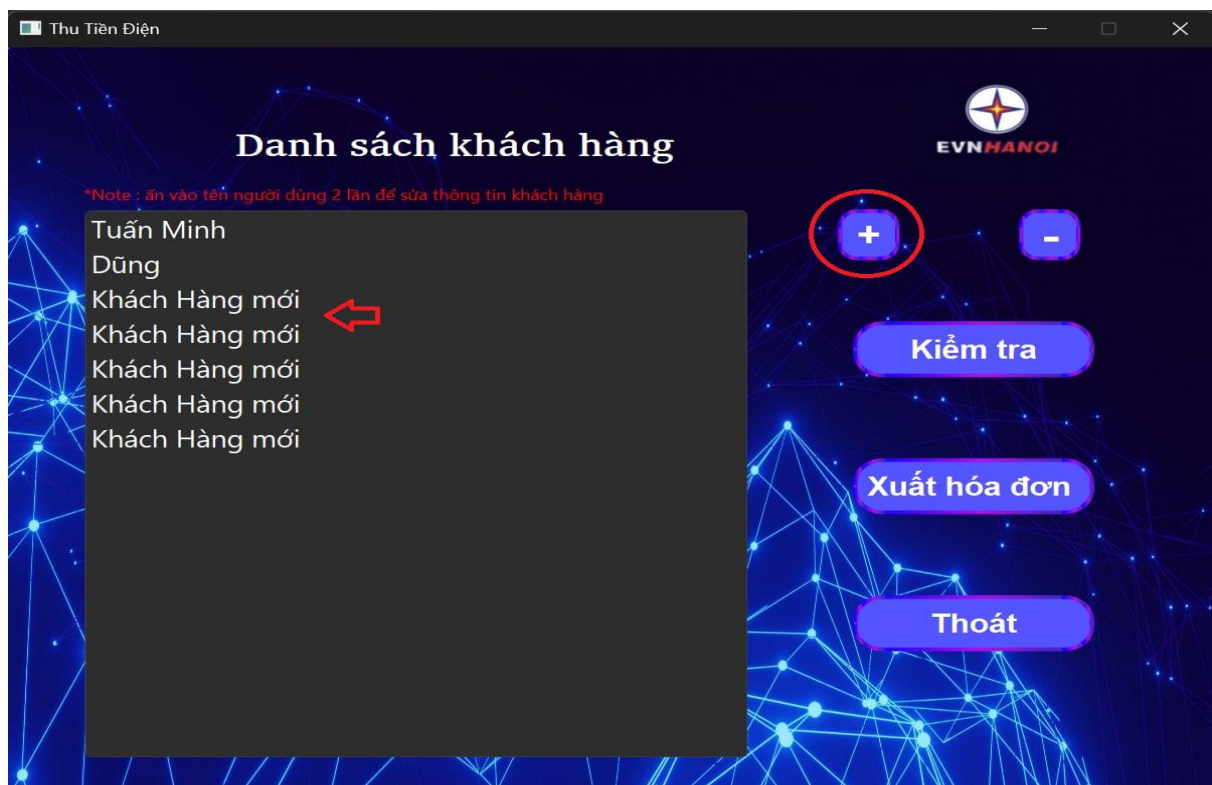 Thu Tiền Điện
EVNHANOI
Danh sách khách hàng
*Note : ấn vào tên người dùng 2 lần để sửa thông tin khách hàng
Tuấn Minh
Dũng
Khách Hàng mới
Khách Hàng mới
Khách Hàng mới
Khách Hàng mới
Khách Hàng mới
+
-
Kiểm tra
Xuất hóa đơn
Thoát